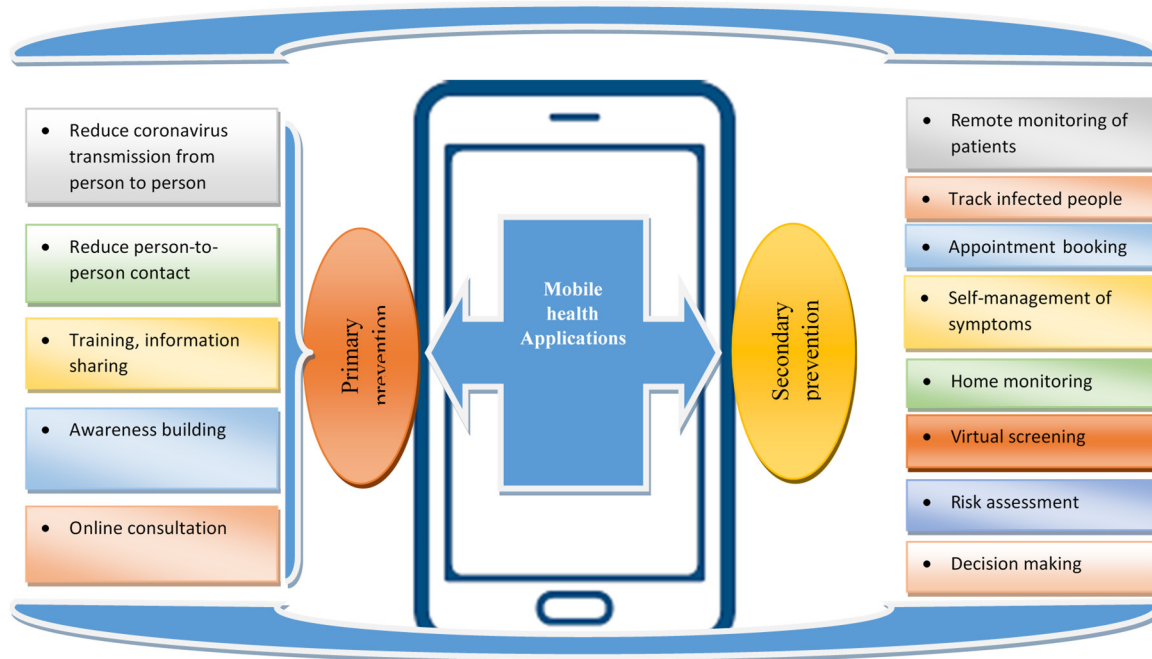 • Reduce coronavirus
transmission from
person to person
• Reduce person-to-
person contact
• Training, information
sharing
• Awareness building
• Online consultation
Primary
prevention
Mobile
health
Applications
Secondary
prevention
• Remote monitoring of
patients
• Track infected people
• Appointment booking
• Self-management of
symptoms
• Home monitoring
• Virtual screening
• Risk assessment
• Decision making